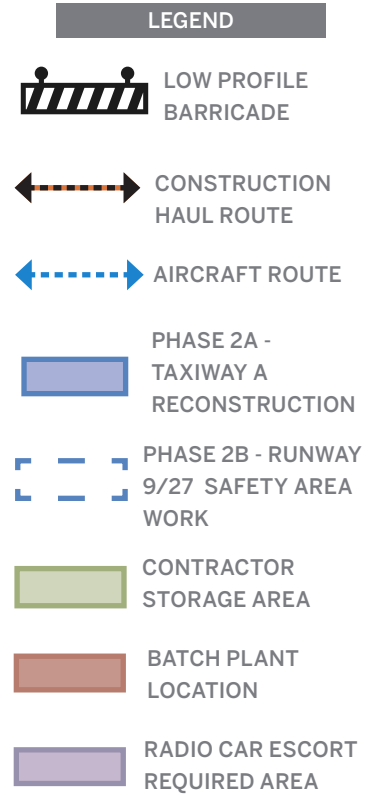 LEGEND
LOW PROFILE
BARRICADE
CONSTRUCTION
HAUL ROUTE
AIRCRAFT ROUTE
PHASE 2A -
TAXIWAY A
RECONSTRUCTION
PHASE 2B - RUNWAY
9/27 SAFETY AREA
WORK
CONTRACTOR
STORAGE AREA
BATCH PLANT
LOCATION
RADIO CAR ESCORT
REQUIRED AREA